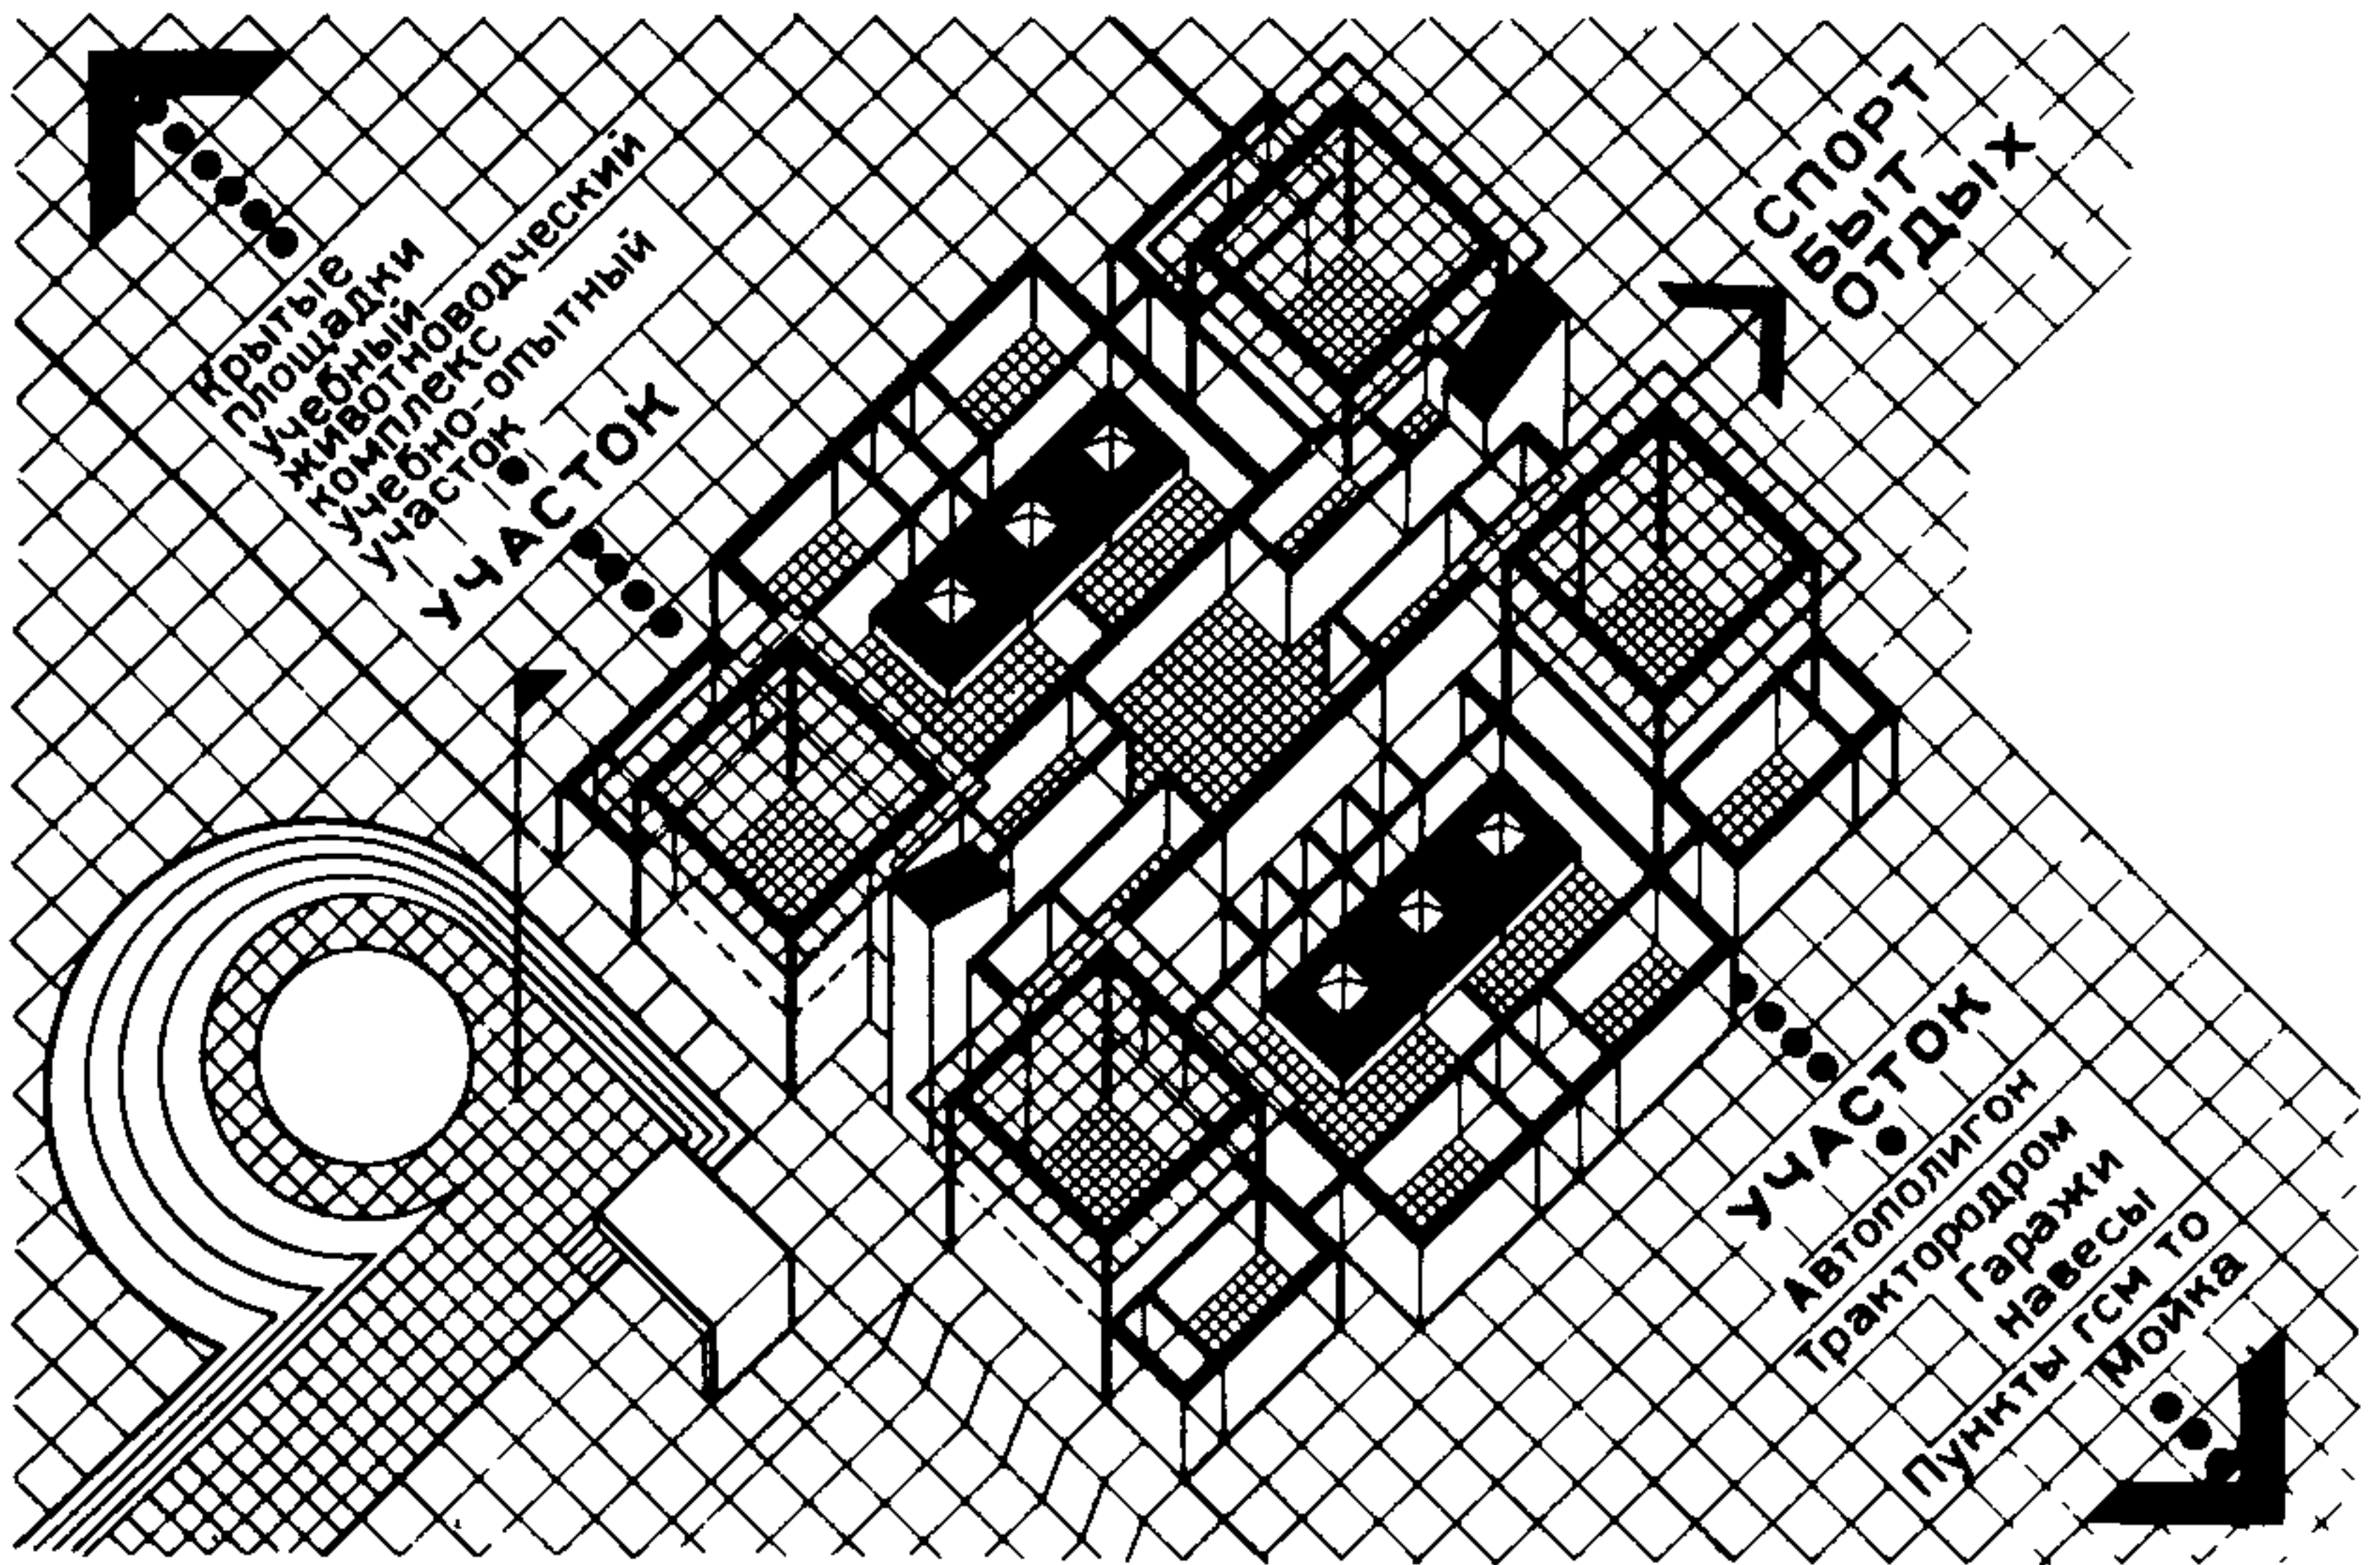 Крытые
площадки
учебный
животноводческий
комплекс
учебно-опытный
участок
УЧАСТОК
СПОРТ
БЫТ
ОТДЫХ
УЧАСТОК
Автополигон
Трактородром
Гаражи
навесы
Пункты гсм то
Мойка